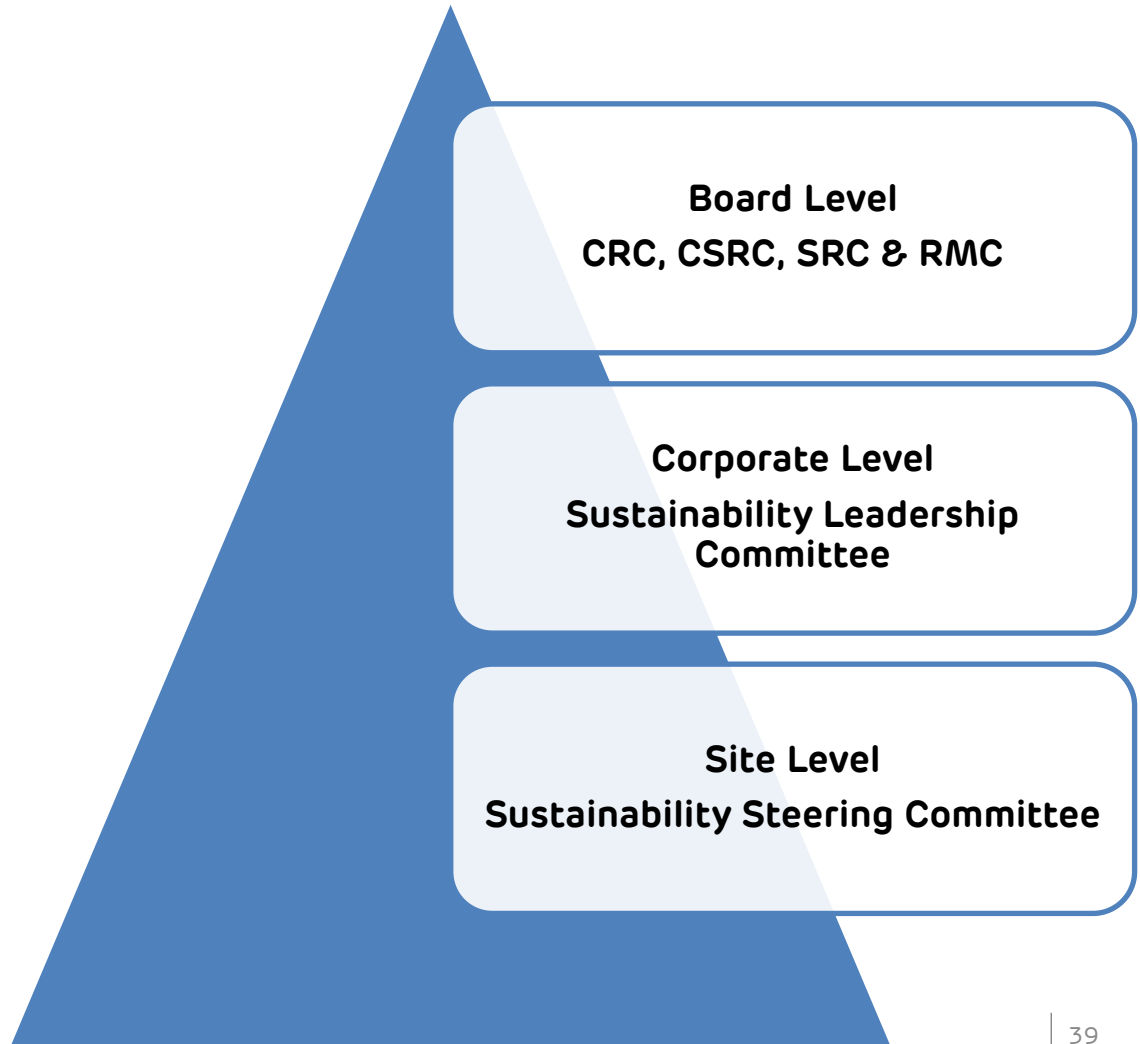 Board Level
CRC, CSRC, SRC & RMC
Corporate Level
Sustainability Leadership
Committee
Site Level
Sustainability Steering Committee
39